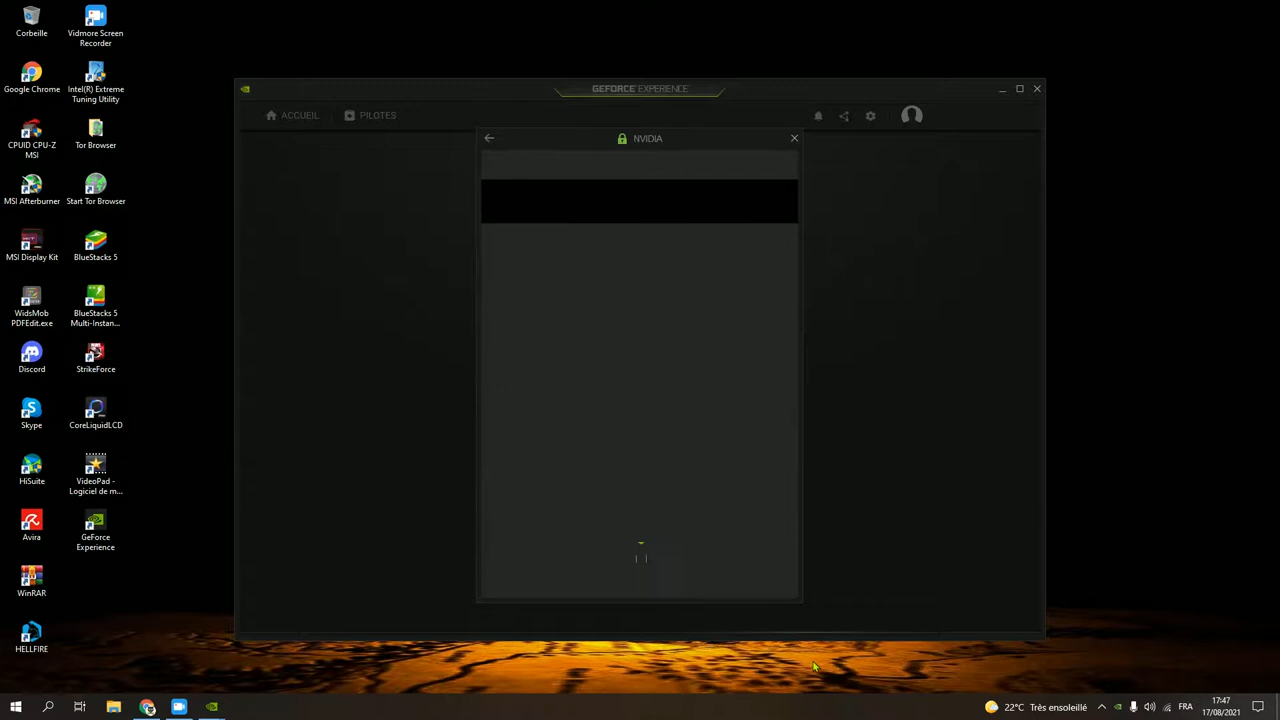 Corbeille
Vidmore Screen
Recorder
Google Chrome
Intel(R) Extreme
Tuning Utility
CPUID CPU-Z
MSI
Tor Browser
MSI Afterburner
Start Tor Browser
MSI Display Kit
BlueStacks 5
WidsMob
PDFEdit.exe
BlueStacks 5
Multi-Instan...
Discord
StrikeForce
Skype
CoreLiquidLCD
HiSuite
VideoPad -
Logiciel de m...
Avira
GeForce
Experience
WinRAR
HELLFIRE
GEFORCE EXPERIENCE
ACCUEIL
PILOTES
NVIDIA
22°C Très ensoleillé
FRA
17:47
17/08/2021